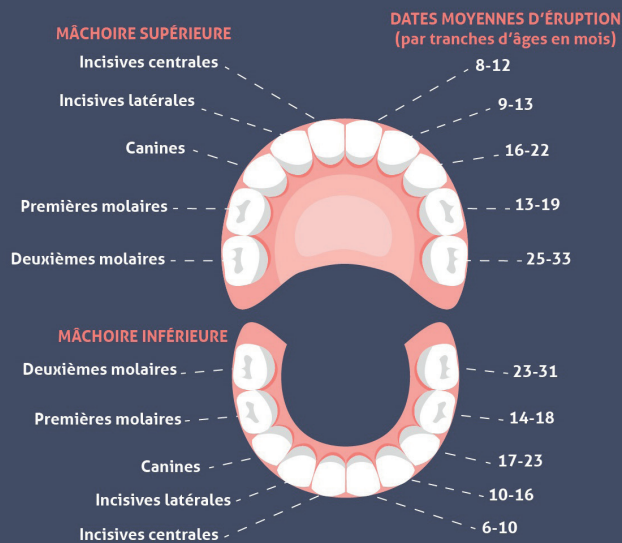 MÂCHOIRE SUPÉRIEURE
DATES MOYENNES D'ÉRUPTION
(par tranches d'âges en mois)
Incisives centrales
8-12
Incisives latérales
9-13
Canines
16-22
Premières molaires
13-19
Deuxièmes molaires
25-33
MÂCHOIRE INFÉRIEURE
Deuxièmes molaires
23-31
Premières molaires
14-18
Canines
17-23
Incisives latérales
10-16
Incisives centrales
6-10